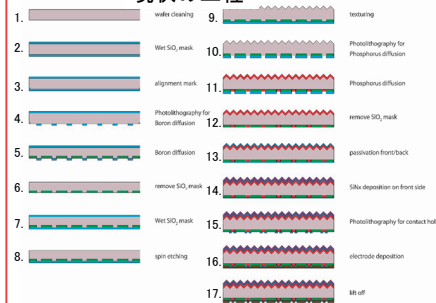 1. wafer cleaning
2. Wet SiO₂ mask
3. alignment mark
4. Photolithography for
Boron diffusion
5. Boron diffusion
6. remove SiO₂ mask
7. Wet SiO₂ mask
8. spin etching
9. texturing
10. Photolithography for
Phosphorus diffusion
11. Phosphorus diffusion
12. remove SiO₂ mask
13. passivation front/back
14. SiNx deposition on front side
15. Photolithography for contact hol
16. electrode deposition
17. lift off